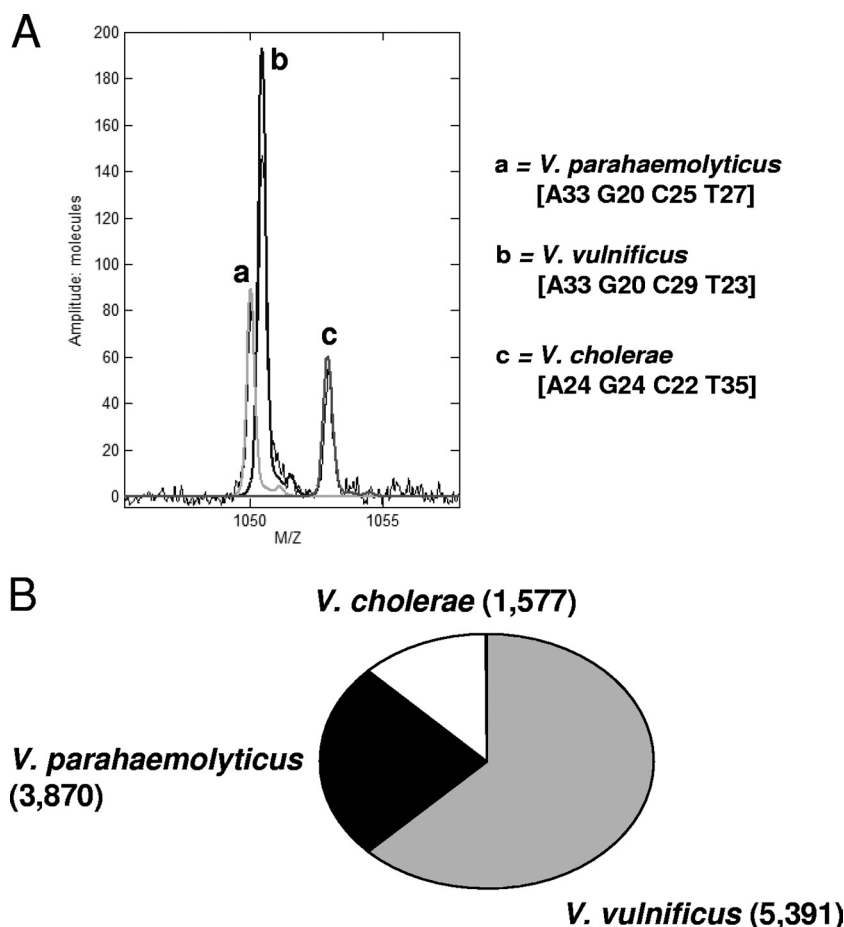 A
200
180
160
140
120
100
80
60
40
20
0
Amplitude: molecules
a
b
c
1050
1055
M/Z
a = V. parahaemolyticus
[A33 G20 C25 T27]
b = V. vulnificus
[A33 G20 C29 T23]
c = V. cholerae
[A24 G24 C22 T35]
B
V. cholerae (1,577)
V. parahaemolyticus
(3,870)
V. vulnificus (5,391)